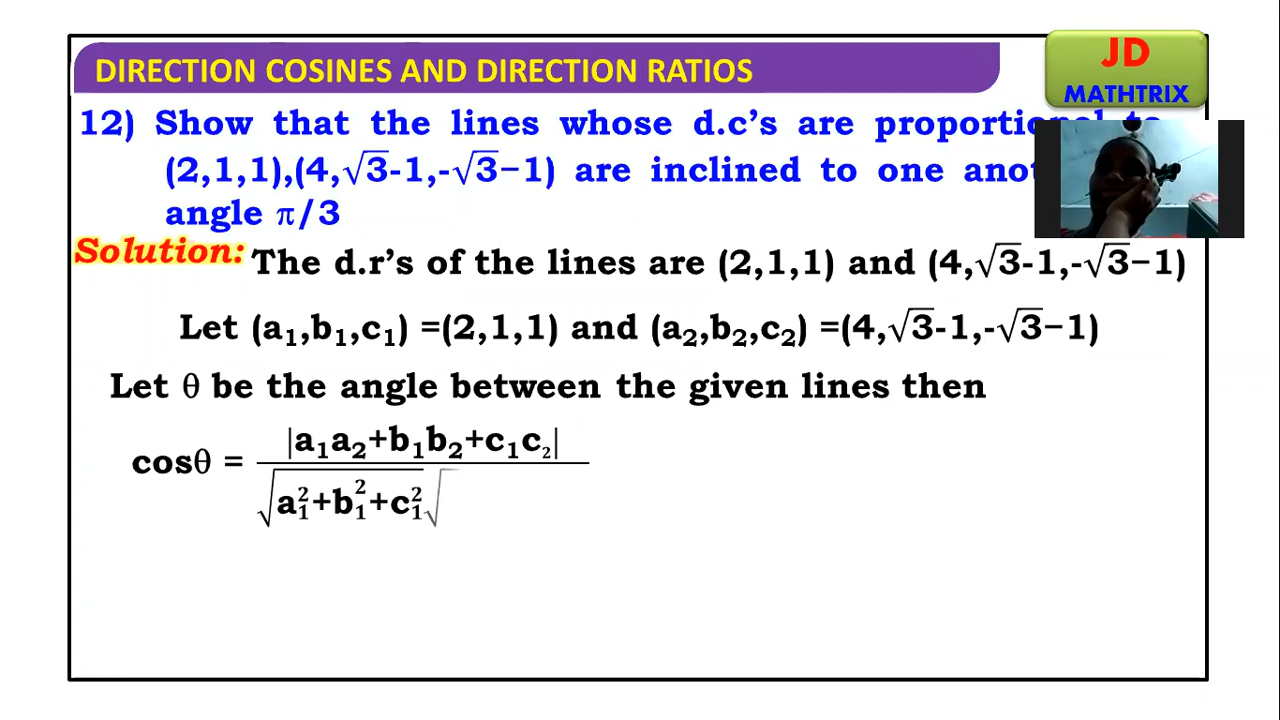 DIRECTION COSINES AND DIRECTION RATIOS
JD
MATHTRIX
12) Show that the lines whose d.c's are proportional to
(2,1,1),(4,√3-1,-√3−1) are inclined to one
angle π/3
Solution: The d.r's of the lines are (2,1,1) and (4,√3-1,-√3−1)
Let (a₁,b₁,c₁) =(2,1,1) and (a₂,b₂,c₂) =(4,√3-1,-√3−1)
Let θ be the angle between the given lines then
cosθ = |a₁a₂+b₁b₂+c₁c₂|
√a₁²+b₁²+c₁² √